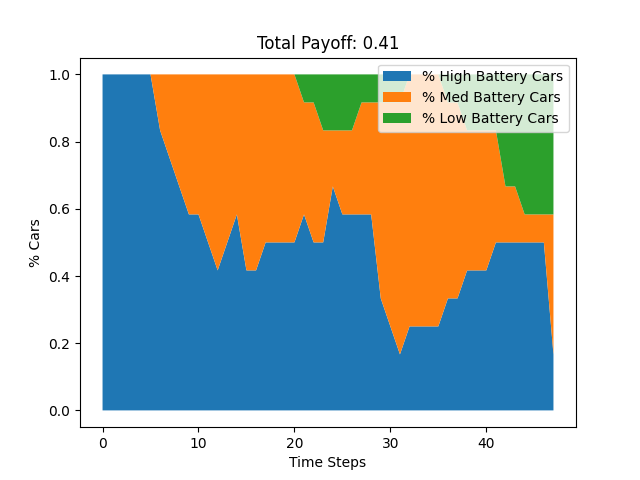 Total Payoff: 0.41
1.0
0.8
0.6
0.4
0.2
0.0
% Cars
% High Battery Cars
% Med Battery Cars
% Low Battery Cars
0 10 20 30 40
Time Steps